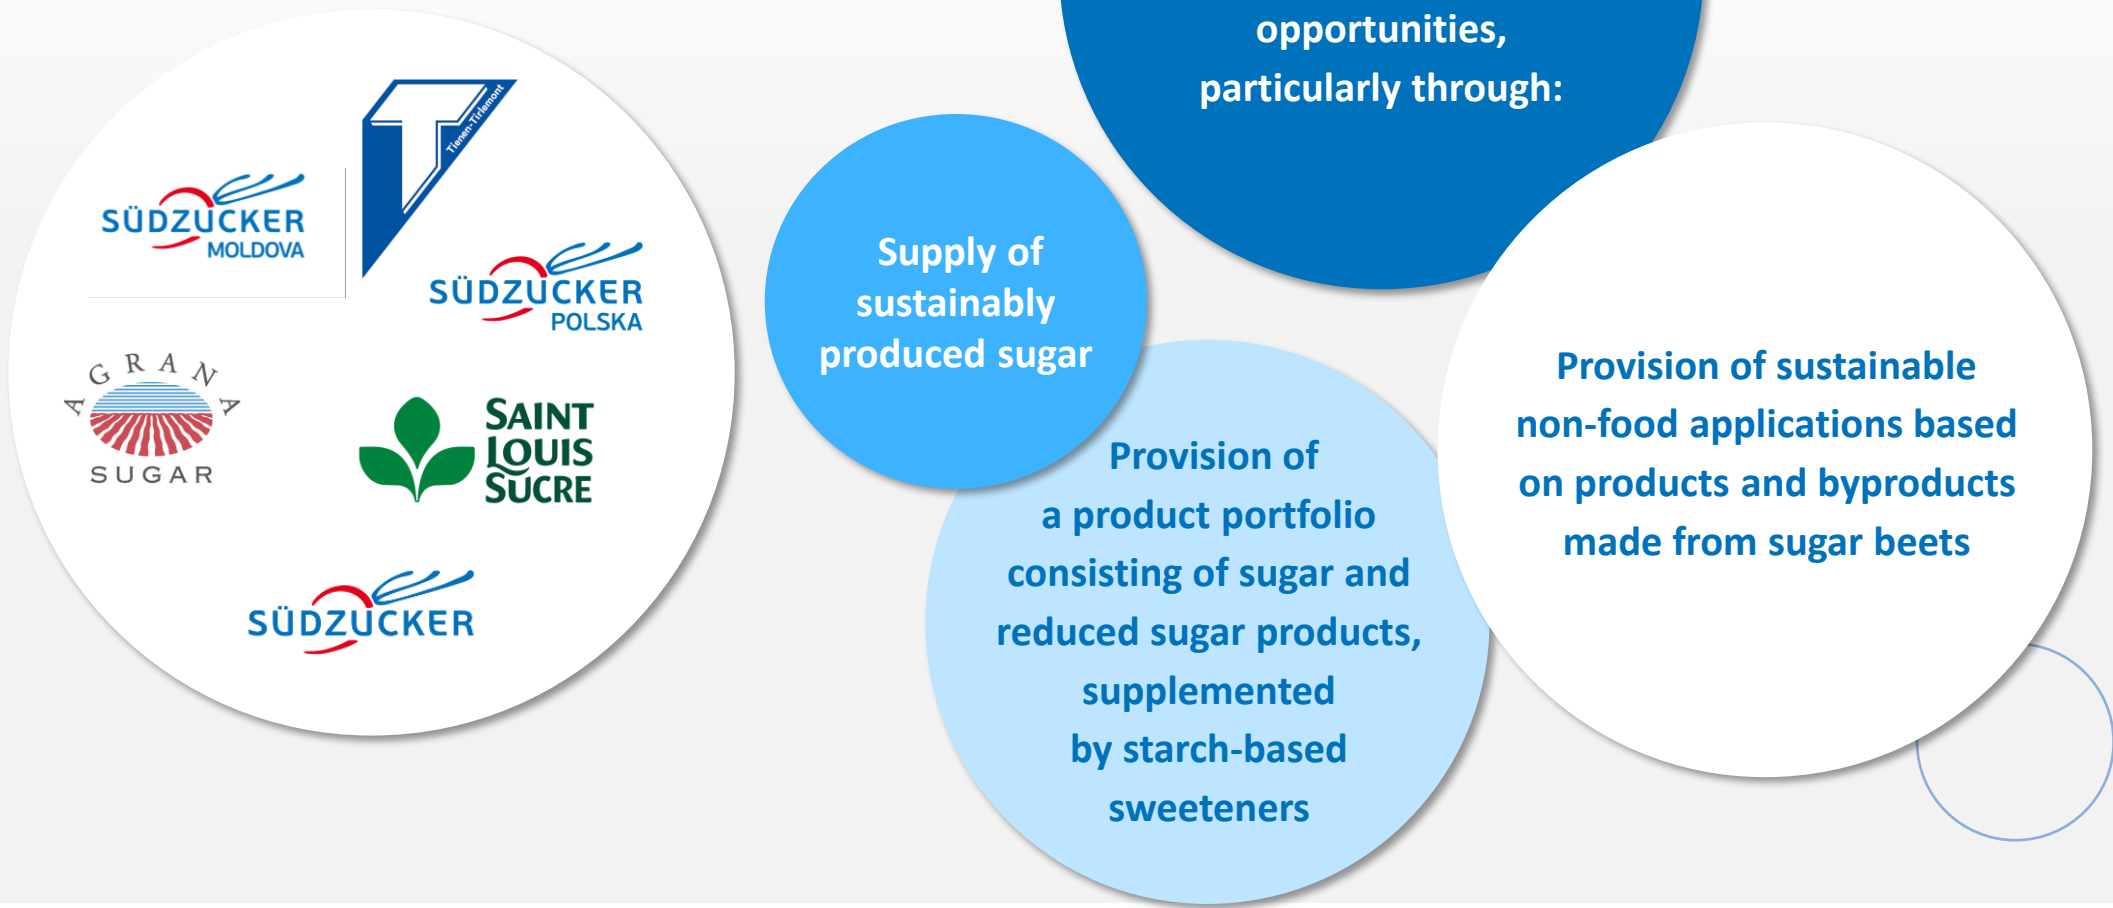 Tienen-Tirlemont
SÜDZUCKER
MOLDOVA
SÜDZUCKER
POLSKA
AGRANA
SUGAR
SAINT
LOUIS
SUCRE
SÜDZUCKER
opportunities,
particularly through:
Supply of
sustainably
produced sugar
Provision of
a product portfolio
consisting of sugar and
reduced sugar products,
supplemented
by starch-based
sweeteners
Provision of sustainable
non-food applications based
on products and byproducts
made from sugar beets